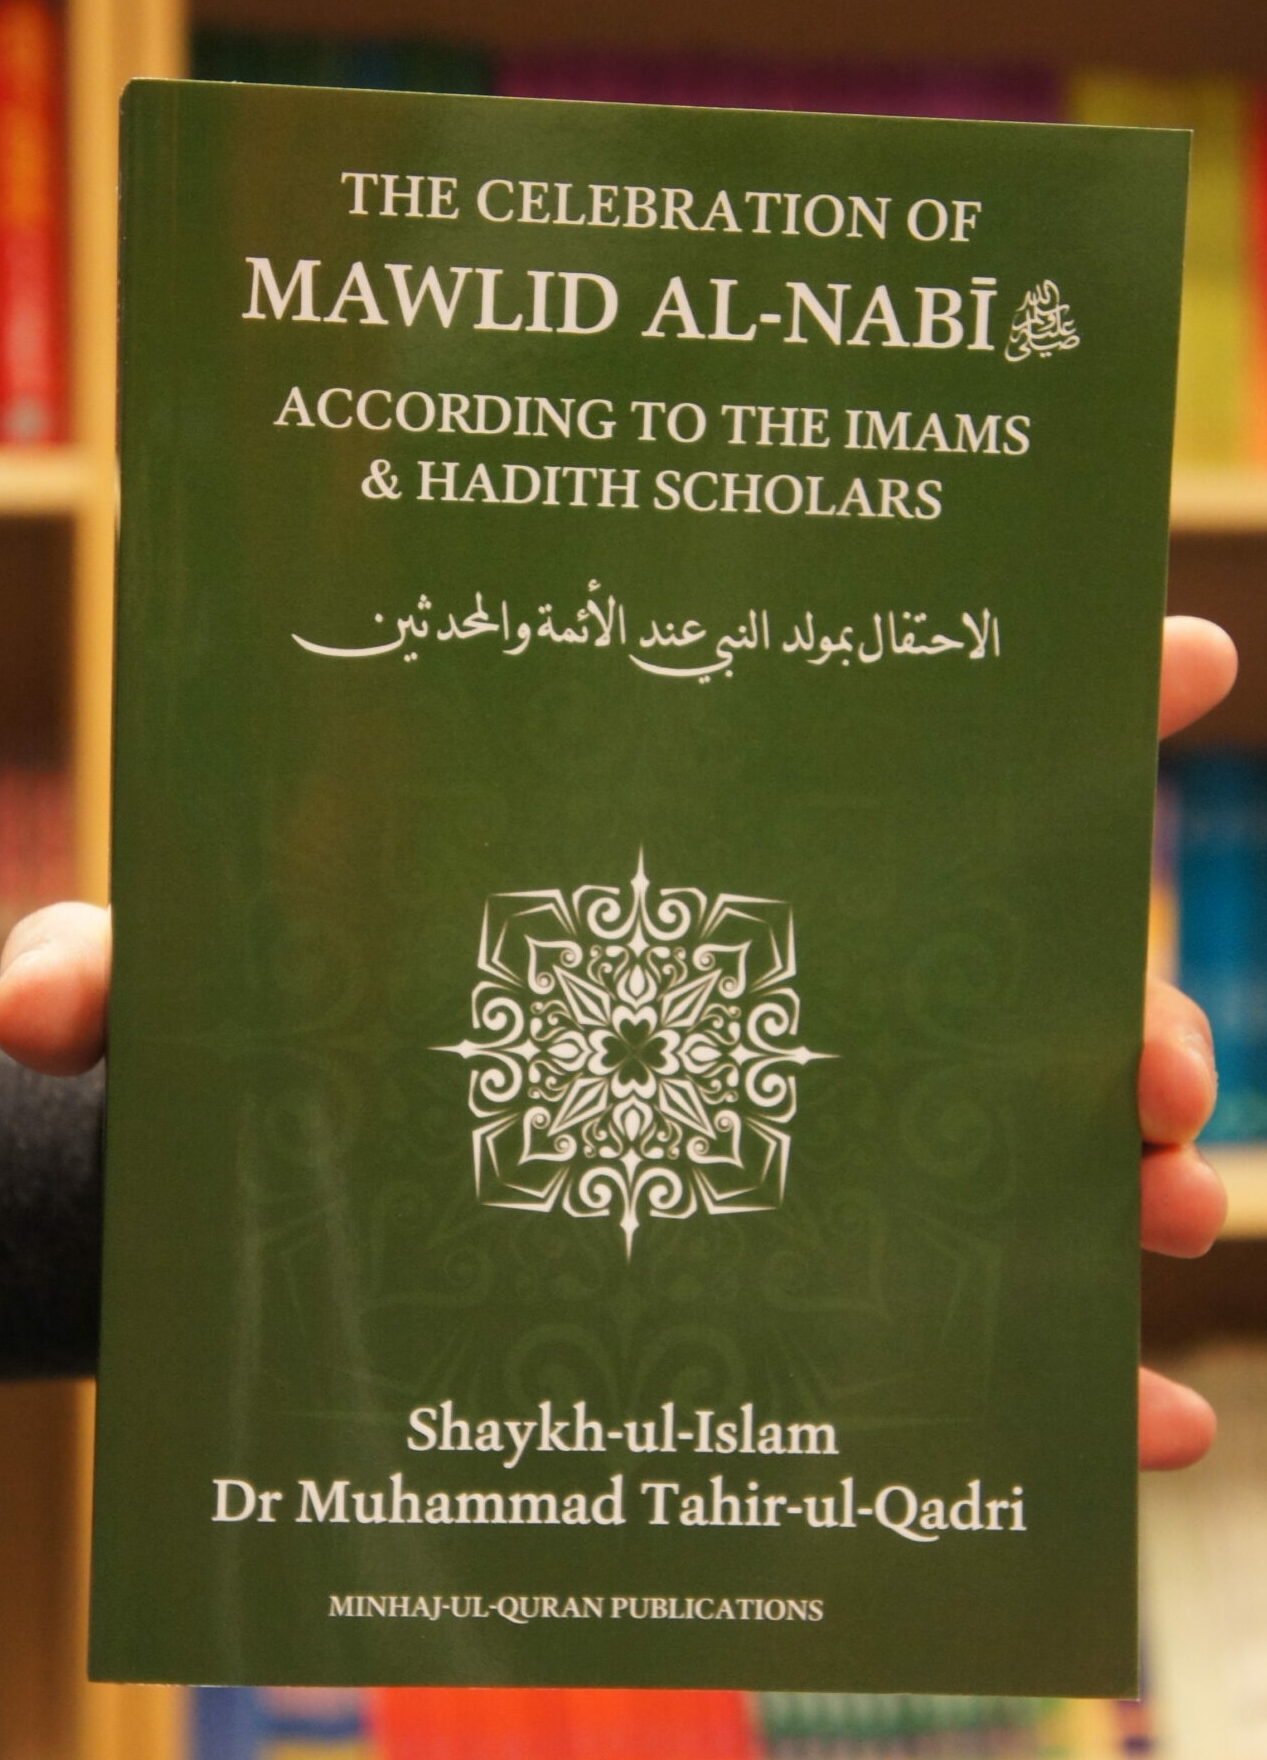 THE CELEBRATION OF
MAWLID AL-NABĪ ﷺ
ACCORDING TO THE IMAMS
& HADITH SCHOLARS
الاحتفال بمولد النبي عند الأئمة والمحدثين
Shaykh-ul-Islam
Dr Muhammad Tahir-ul-Qadri
MINHAJ-UL-QURAN PUBLICATIONS